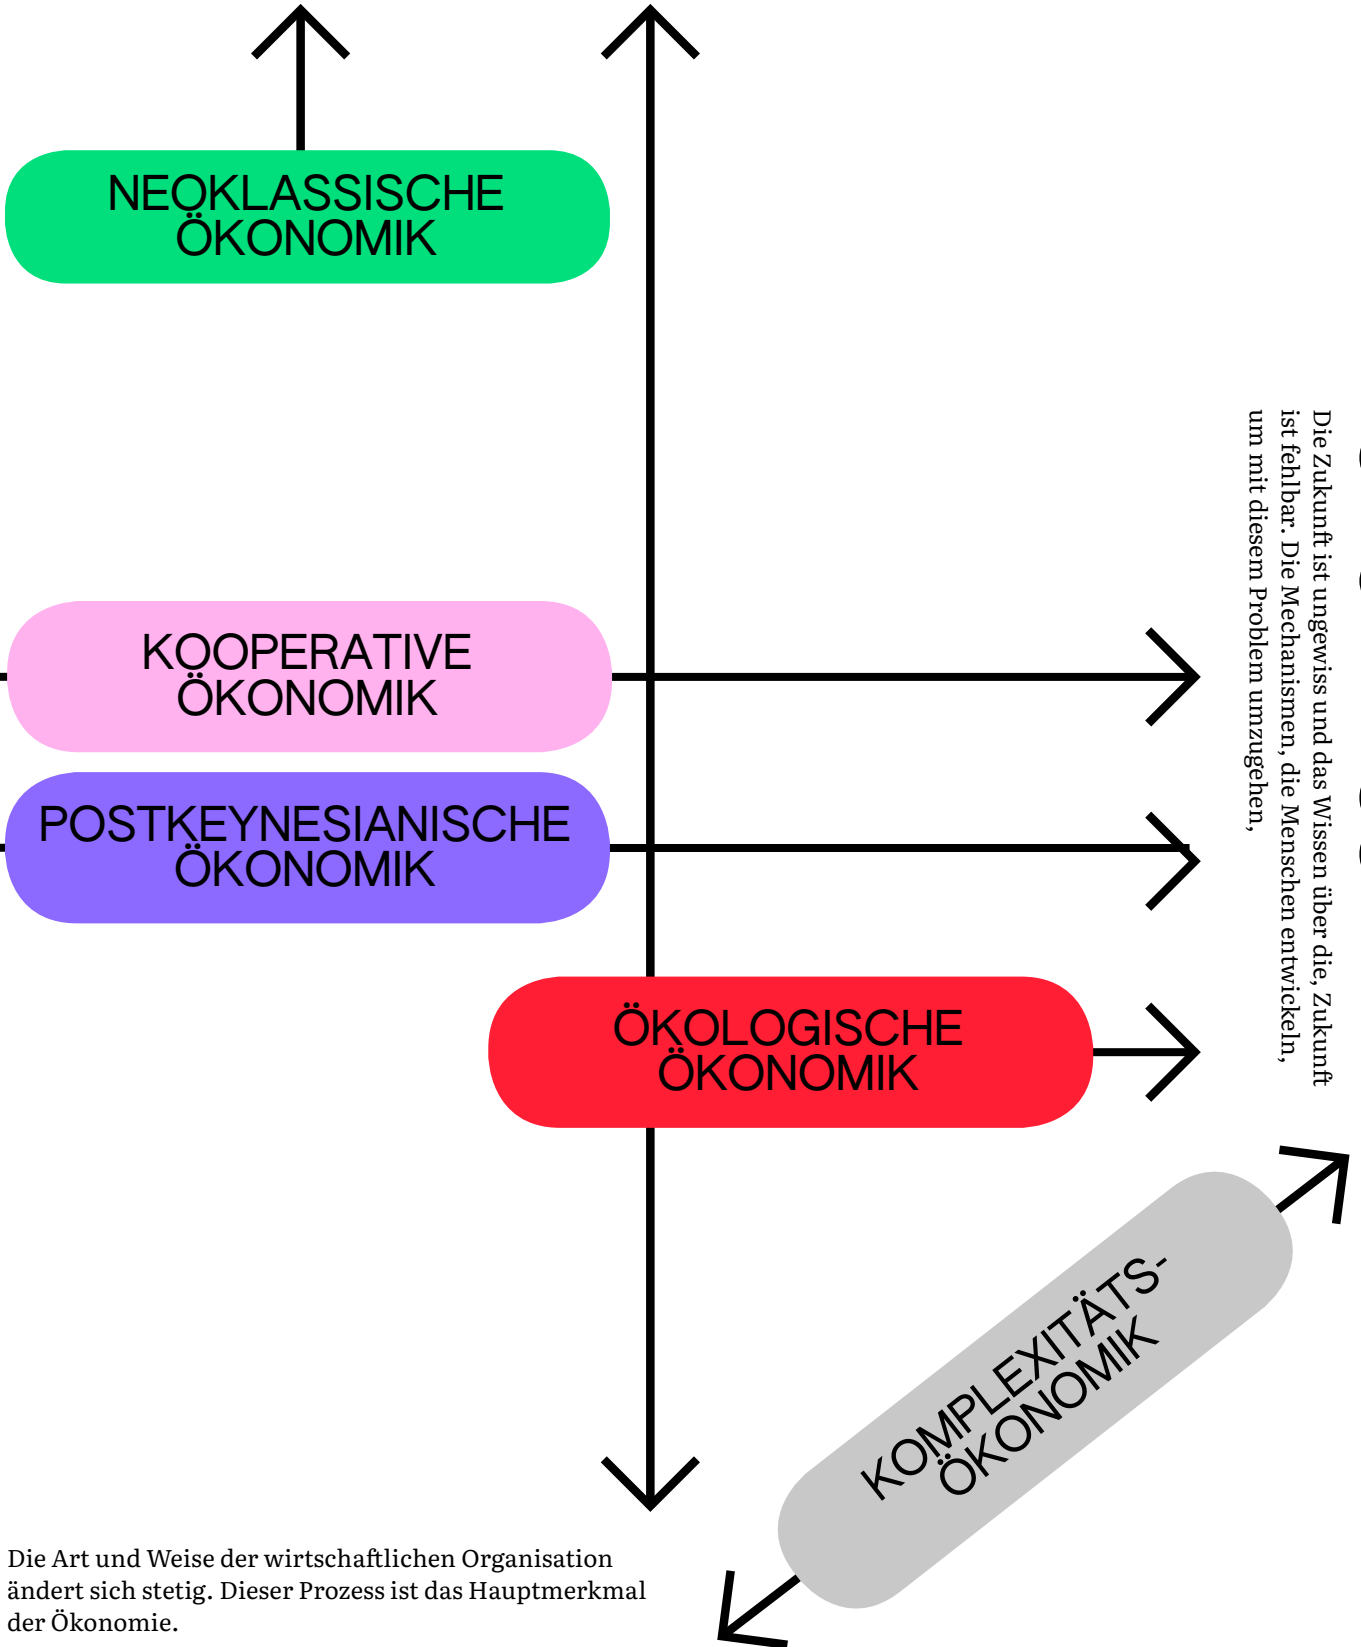 NEOKLASSISCHE
ÖKONOMIK
Die Zukunft ist ungewiss und das Wissen über die, Zukunft
ist fehlbar. Die Mechanismen, die Menschen entwickeln,
um mit diesem Problem umzugehen,
KOOPERATIVE
ÖKONOMIK
POSTKEYNESIANISCHE
ÖKONOMIK
ÖKOLOGISCHE
ÖKONOMIK
KOMPLEXITÄTS-
ÖKONOMIK
Die Art und Weise der wirtschaftlichen Organisation
ändert sich stetig. Dieser Prozess ist das Hauptmerkmal
der Ökonomie.